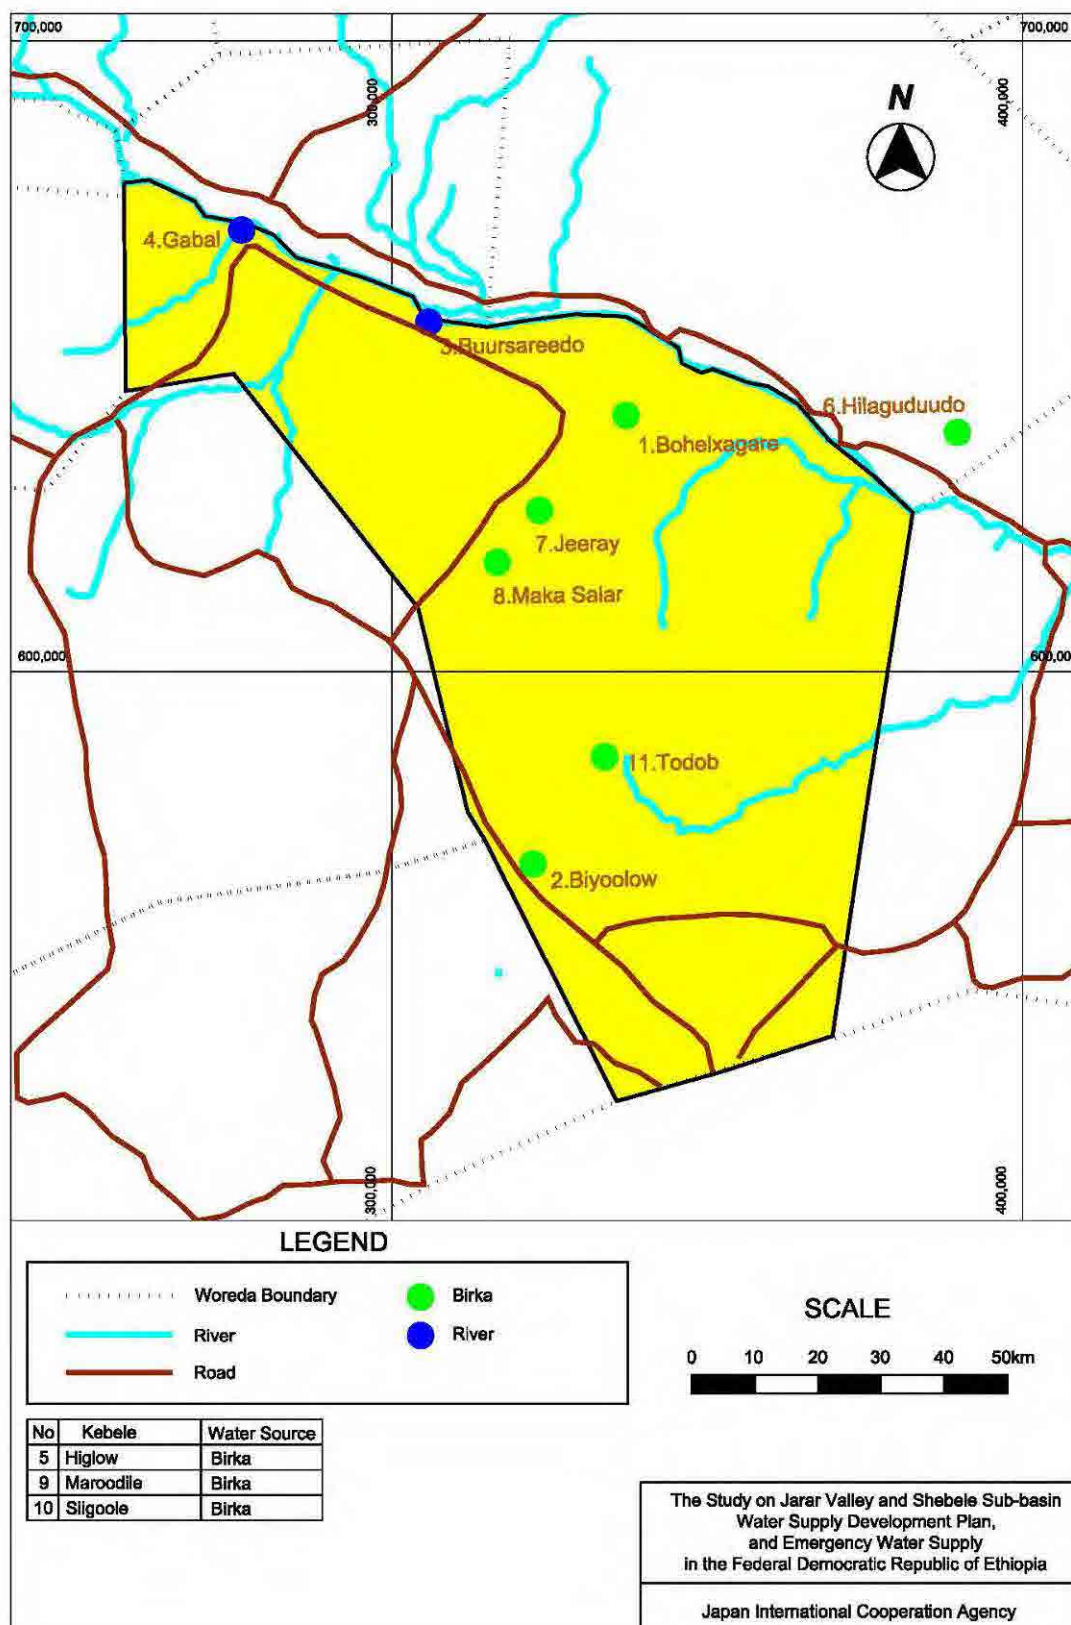 700,000
700,000
300,000
400,000
N
4.Gabal
3.Buursareedo
6.Hilaguduudo
1.Bohelxagare
7.Jeeray
8.Maka Salar
600,000
600,000
11.Todob
2.Biyoolow
300,000
400,000
LEGEND
Woreda Boundary
Birka
River
River
Road
SCALE
0 10 20 30 40 50km
No Kebele Water Source
5 Higlow Birka
9 Maroodile Birka
10 Siigoole Birka
The Study on Jarar Valley and Shebele Sub-basin
Water Supply Development Plan,
and Emergency Water Supply
in the Federal Democratic Republic of Ethiopia
Japan International Cooperation Agency